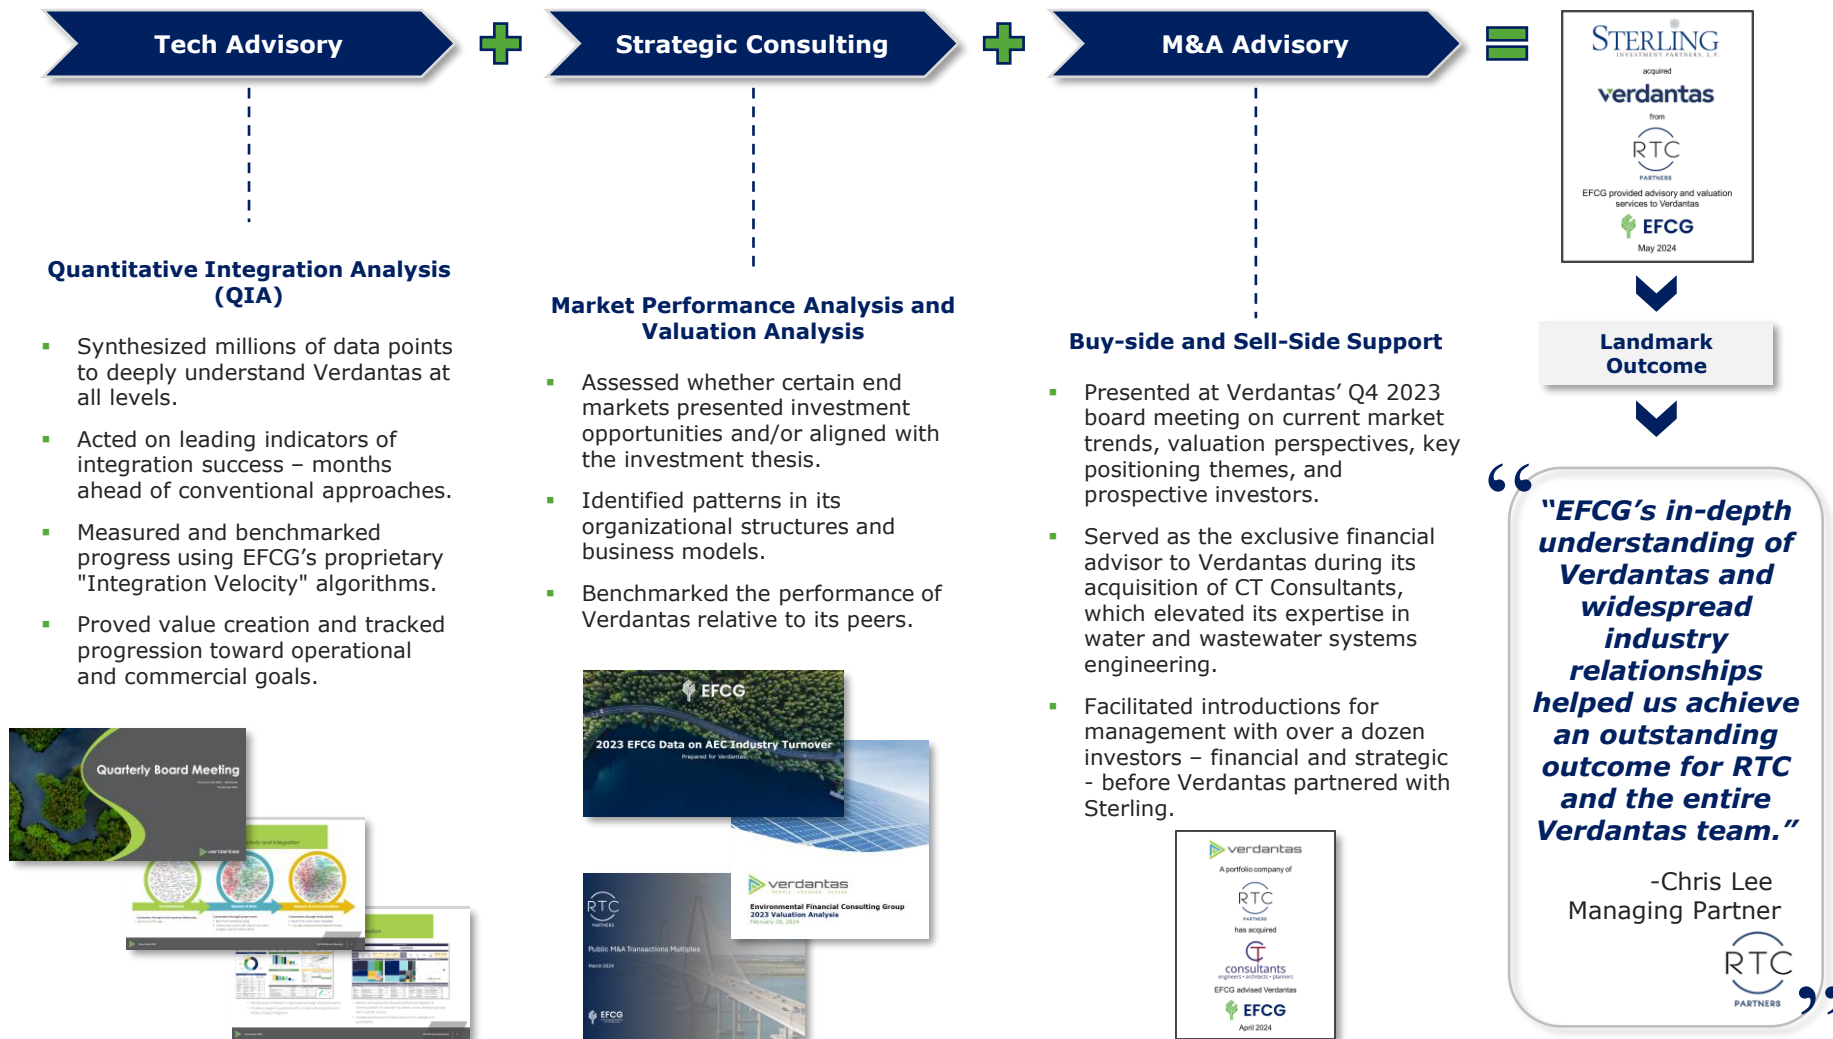 Tech Advisory
Strategic Consulting
M&A Advisory
Quantitative Integration Analysis
(QIA)
▪ Synthesized millions of data points
to deeply understand Verdantas at
all levels.
▪ Acted on leading indicators of
integration success – months
ahead of conventional approaches.
▪ Measured and benchmarked
progress using EFCG’s proprietary
"Integration Velocity" algorithms.
▪ Proved value creation and tracked
progression toward operational
and commercial goals.
Quarterly Board Meeting
verdantas
Market Performance Analysis and
Valuation Analysis
▪ Assessed whether certain end
markets presented investment
opportunities and/or aligned with
the investment thesis.
▪ Identified patterns in its
organizational structures and
business models.
▪ Benchmarked the performance of
Verdantas relative to its peers.
EFCG
2023 EFCG Data on AEC Industry Turnover
Prepared for Verdantas
verdantas
PEOPLE FOCUSED
Environmental Financial Consulting Group
2023 Valuation Analysis
February 28, 2024
RTC
PARTNERS
Public M&A Transactions Multiples
March 2024
EFCG
Buy-side and Sell-Side Support
▪ Presented at Verdantas’ Q4 2023
board meeting on current market
trends, valuation perspectives, key
positioning themes, and
prospective investors.
▪ Served as the exclusive financial
advisor to Verdantas during its
acquisition of CT Consultants,
which elevated its expertise in
water and wastewater systems
engineering.
▪ Facilitated introductions for
management with over a dozen
investors – financial and strategic
- before Verdantas partnered with
Sterling.
verdantas
A portfolio company of
RTC
PARTNERS
has acquired
CT
consultants
engineers • architects • planners
EFCG advised Verdantas
EFCG
April 2024
STERLING
INVESTMENT PARTNERS, L.P.
acquired
verdantas
from
RTC
PARTNERS
EFCG provided advisory and valuation
services to Verdantas
EFCG
May 2024
Landmark
Outcome
“EFCG’s in-depth
understanding of
Verdantas and
widespread
industry
relationships
helped us achieve
an outstanding
outcome for RTC
and the entire
Verdantas team.”
-Chris Lee
Managing Partner
RTC
PARTNERS